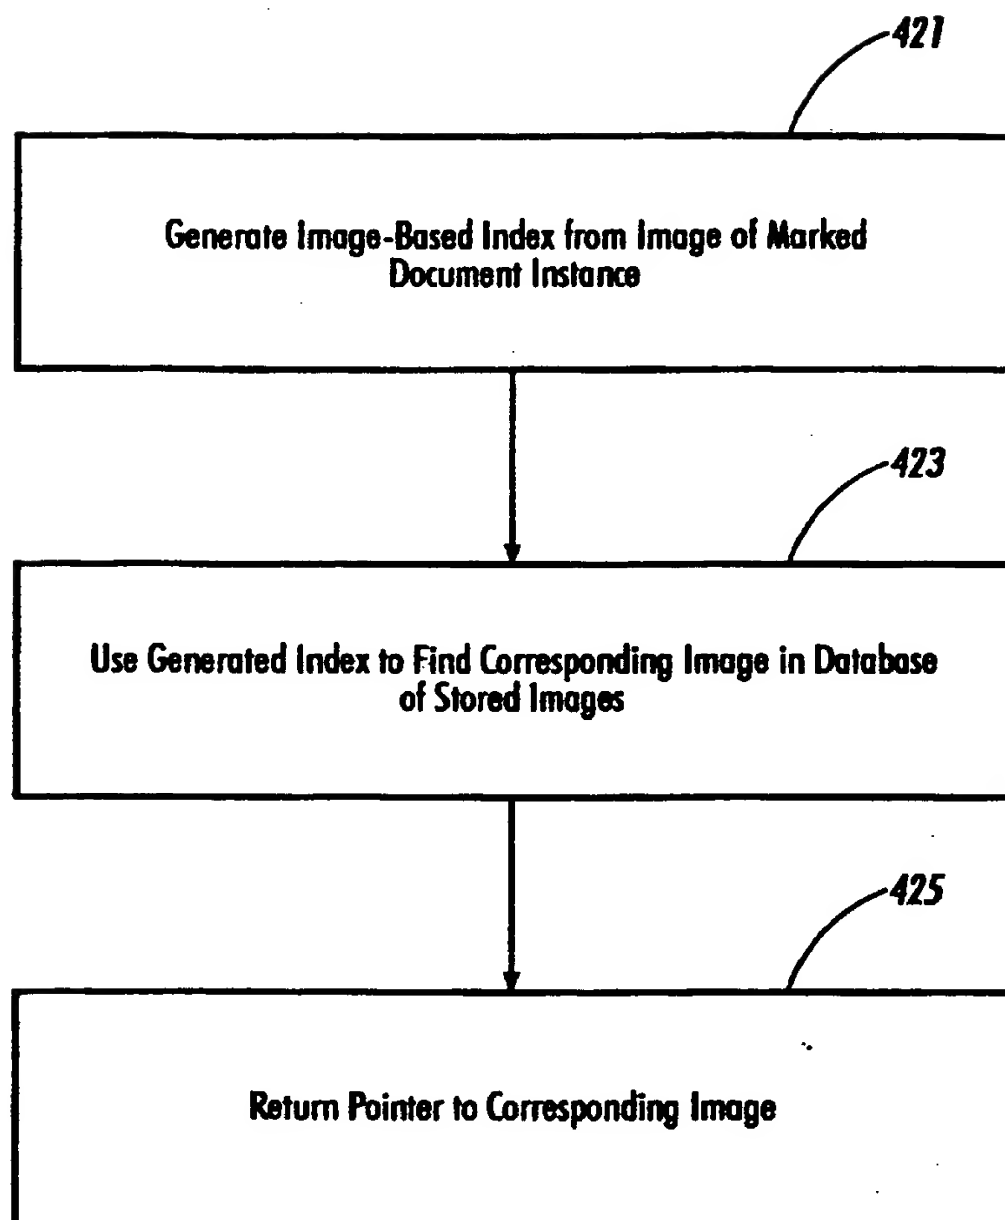 421
Generate Image-Based Index from Image of Marked
Document Instance
423
Use Generated Index to Find Corresponding Image in Database
of Stored Images
425
Return Pointer to Corresponding Image